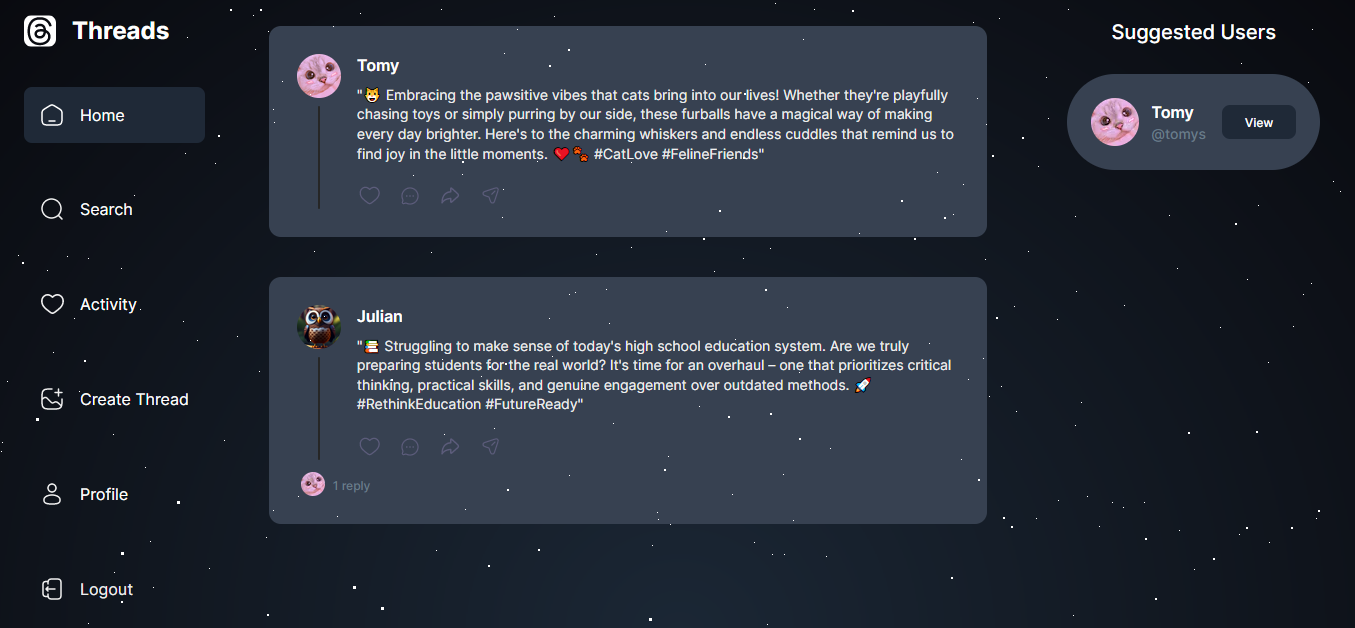 Threads
Home
Search
Activity
Create Thread
Profile
Logout
Tomy
"😺 Embracing the pawsitive vibes that cats bring into our lives! Whether they're playfully
chasing toys or simply purring by our side, these furballs have a magical way of making
every day brighter. Here's to the charming whiskers and endless cuddles that remind us to
find joy in the little moments. ❤️🐾 #CatLove #FelineFriends"
Julian
"📚 Struggling to make sense of today's high school education system. Are we truly
preparing students for the real world? It's time for an overhaul – one that prioritizes critical
thinking, practical skills, and genuine engagement over outdated methods. 🚀
#RethinkEducation #FutureReady"
1 reply
Suggested Users
Tomy
@tomys
View